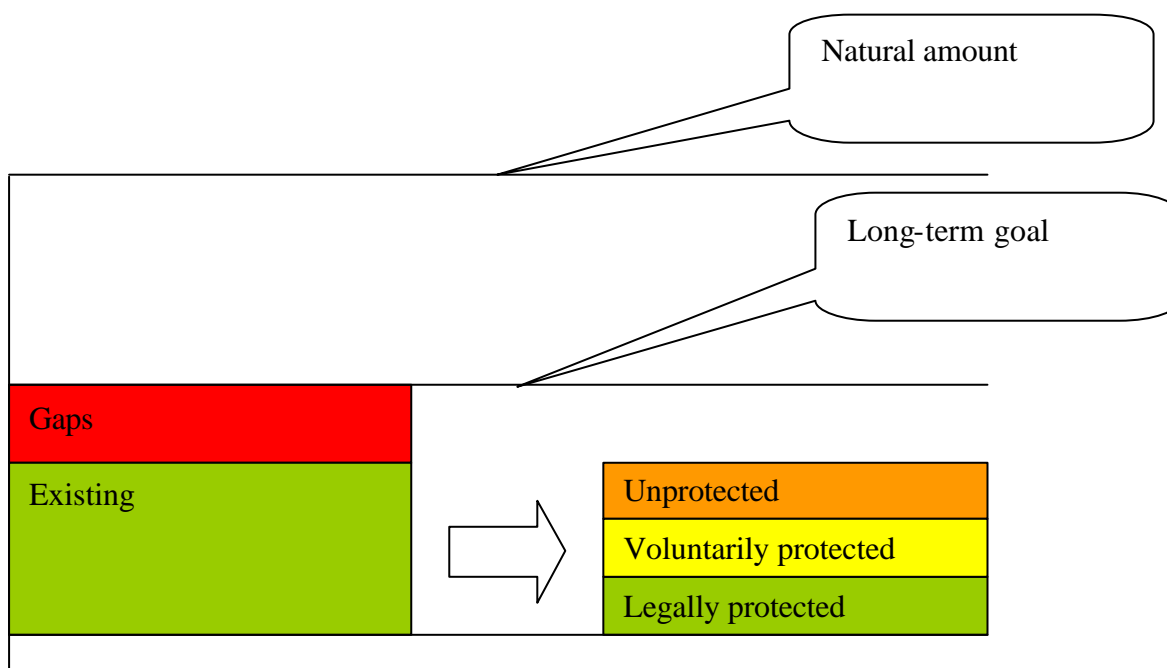 Natural amount
Long-term goal
Gaps
Existing
Unprotected
Voluntarily protected
Legally protected